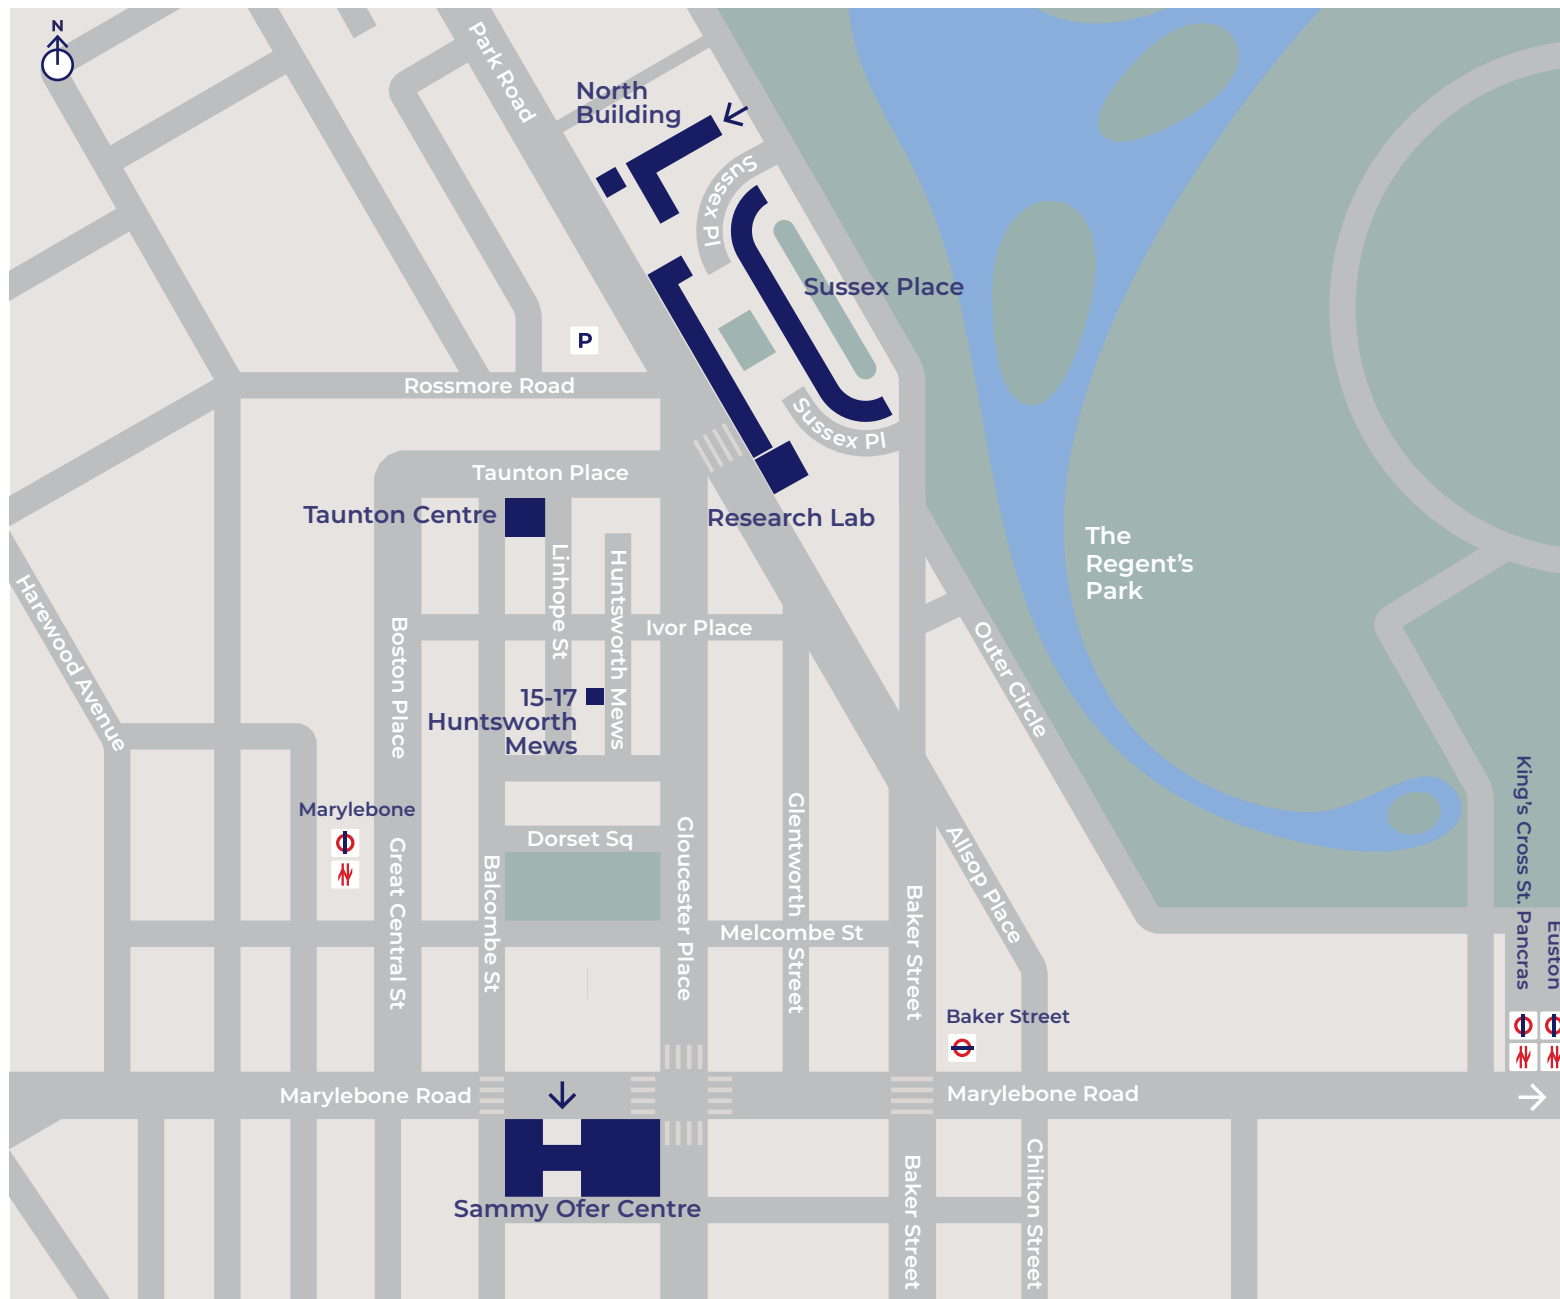 N
Park Road
North
Building
Sussex Pl
Sussex Place
P
Rossmore Road
Sussex Pl
Taunton Place
Taunton Centre
Research Lab
The
Regent’s
Park
Linhope St
Huntsworth Mews
Harewood Avenue
Boston Place
Ivor Place
Outer Circle
15-17
Huntsworth
Mews
King’s Cross St. Pancras
Euston
Marylebone
Dorset Sq
Great Central St
Balcombe St
Gloucester Place
Glentworth Street
Allsop Place
Baker Street
Melcombe St
Baker Street
Marylebone Road
Marylebone Road
Sammy Ofer Centre
Baker Street
Chilton Street